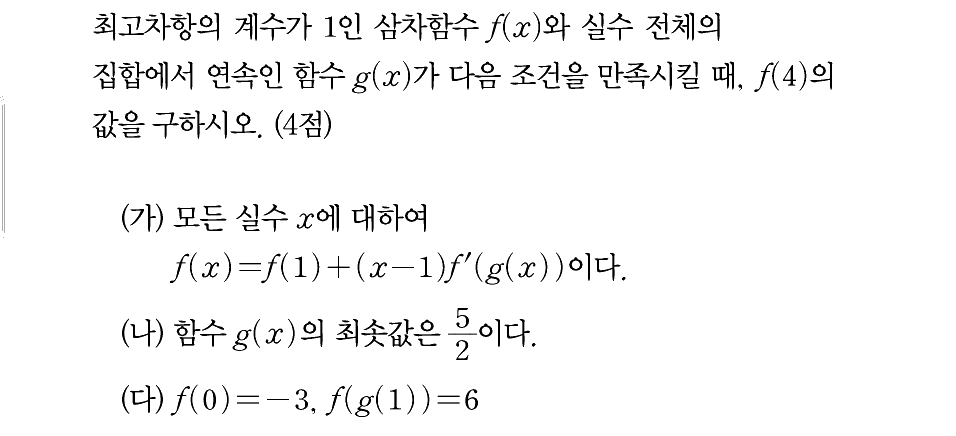 최고차항의 계수가 1인 삼차함수 f(x)와 실수 전체의
집합에서 연속인 함수 g(x)가 다음 조건을 만족시킬 때, f(4)의
값을 구하시오. (4점)
(가) 모든 실수 x에 대하여
f(x)=f(1)+(x-1)f′(g(x))이다.
(나) 함수 g(x)의 최솟값은 5/2이다.
(다) f(0)=-3, f(g(1))=6